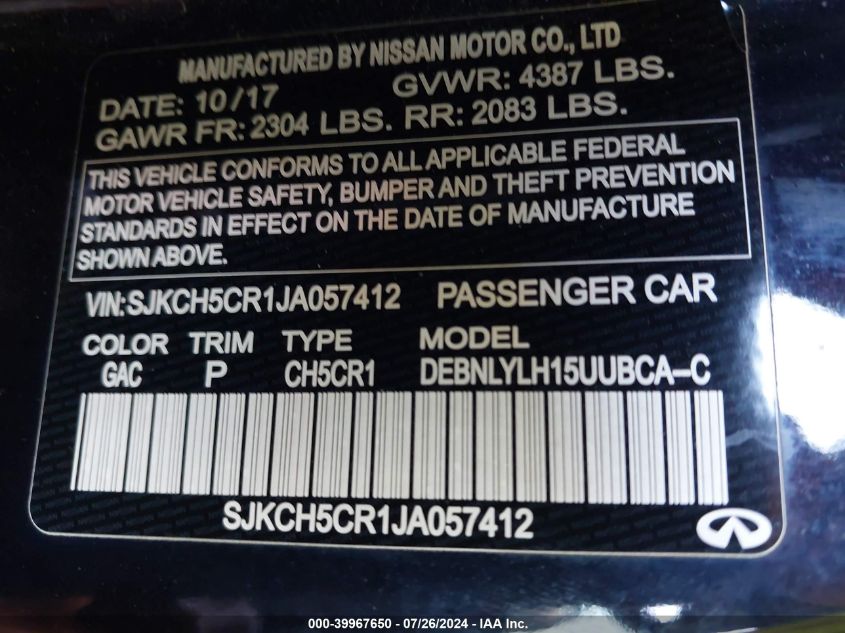 MANUFACTURED BY NISSAN MOTOR CO., LTD
DATE: 10/17 GVWR: 4387 LBS.
GAWR FR: 2304 LBS. RR: 2083 LBS.
THIS VEHICLE CONFORMS TO ALL APPLICABLE FEDERAL
MOTOR VEHICLE SAFETY, BUMPER AND THEFT PREVENTION
STANDARDS IN EFFECT ON THE DATE OF MANUFACTURE
SHOWN ABOVE.
VIN:SJKCH5CR1JA057412 PASSENGER CAR
COLOR TRIM TYPE MODEL
GAC P CH5CR1 DEBNLYLH15UUBCA-C
SJKCH5CR1JA057412
000-39967650 / 07/26/2024 - IAA Inc.